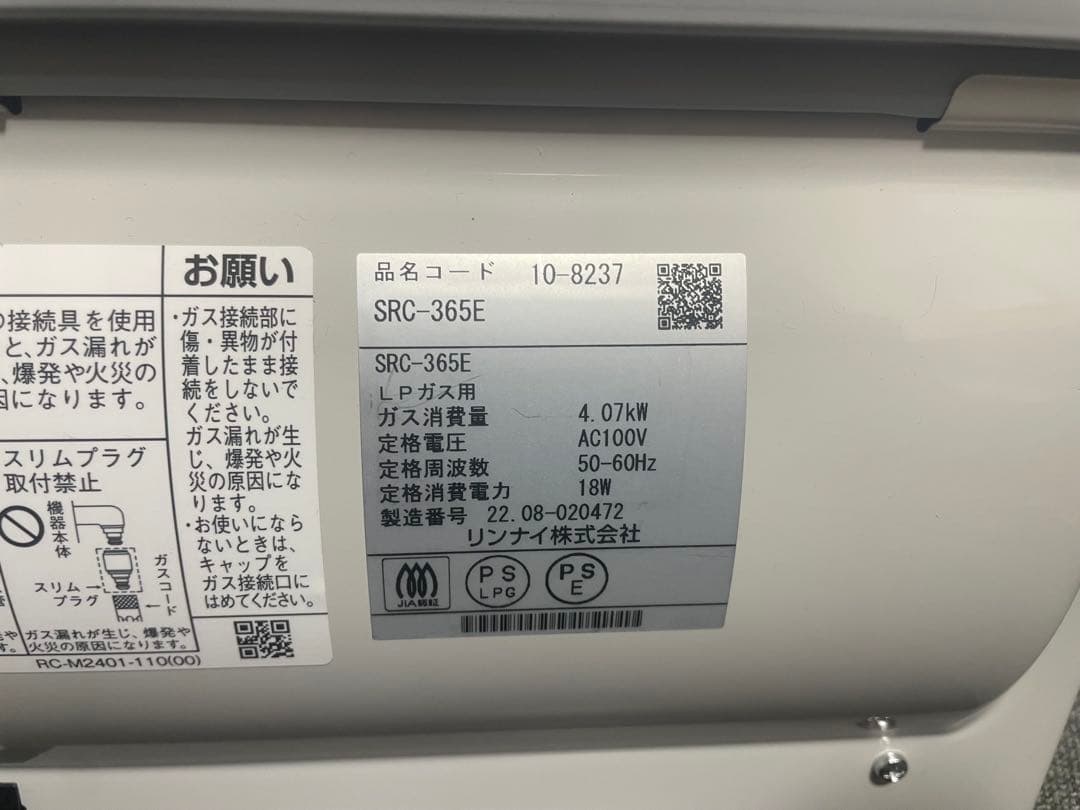 の接続具を使用
と、ガス漏れが
、爆発や火災の
因になります。
スリムプラグ
取付禁止
機器本体
スリム
プラグ
ガスコード
ガス漏れが生じ、爆発や
火災の原因になります。
RC-M2401-110(00)
お願い
・ガス接続部に
傷・異物が付
着したまま接
続をしないで
ください。
ガス漏れが生
じ、爆発や火
災の原因にな
ります。
・お使いになら
ないときは、
キャップを
ガス接続口に
はめてください。
品名コード 10-8237
SRC-365E
SRC-365E
LPガス用
ガス消費量 4.07kW
定格電圧 AC100V
定格周波数 50-60Hz
定格消費電力 18W
製造番号 22.08-020472
リンナイ株式会社
JIA認証
PS
LPG
PS
E